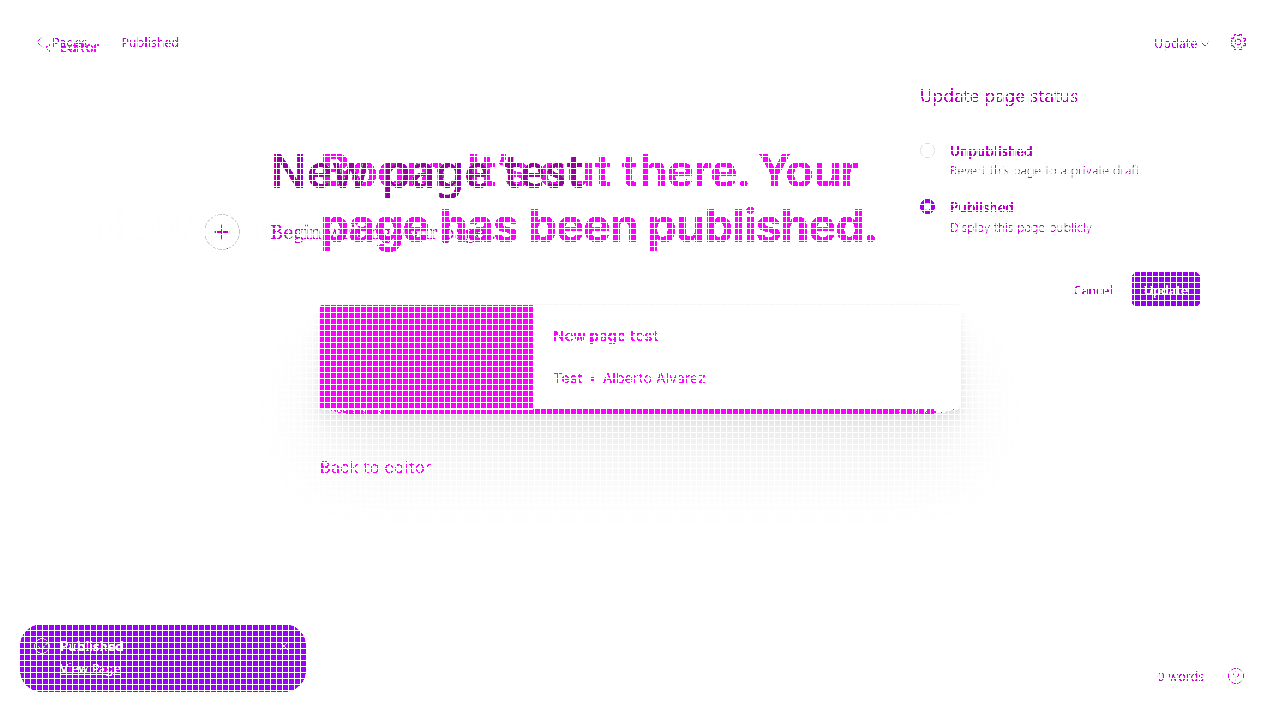 Pages
Editor
Published
Update
Update page status
New page test
Boom. It's out there. Your
page has been published.
Unpublished
Revert this page to a private draft
Published
Display this page publicly
Cancel
Update
New page test
Test • Alberto Alvarez
Back to editor
Published
View Page
0 words